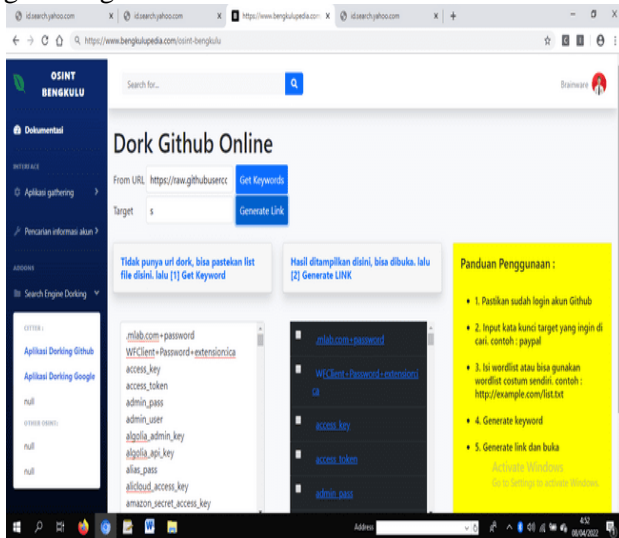 id.search.yahoo.com
id.search.yahoo.com
https://www.bengkulupedia.com
id.search.yahoo.com
https://www.bengkulupedia.com/osint-bengkulu
OSINT
BENGKULU
Search for...
Brainware
Dokumentasi
INTERFACE
Aplikasi gathering
Pencarian informasi akun
ADDONS
Search Engine Dorking
GITTER :
Aplikasi Dorking Github
Aplikasi Dorking Google
null
OTHER OSINT:
null
null
Dork Github Online
From URL https://raw.githubusercc Get Keywords
Target s Generate Link
Tidak punya url dork, bisa pastekan list
file disini. lalu [1] Get Keyword
.mlab.com+password
WFClient+Password+extension:ica
access_key
access_token
admin_pass
admin_user
algolia_admin_key
algolia_api_key
alias_pass
alicloud_access_key
amazon_secret_access_key
Hasil ditampilkan disini, bisa dibuka. lalu
[2] Generate LINK
.mlab.com+password
WFClient+Password+extension:i
ca
access_key
access_token
admin_pass
Panduan Penggunaan :
1. Pastikan sudah login akun Github
2. Input kata kunci target yang ingin di
cari. contoh : paypal
3. Isi wordlist atau bisa gunakan
wordlist costum sendiri. contoh :
http://example.com/list.txt
4. Generate keyword
5. Generate link dan buka
Activate Windows
Go to Settings to activate Windows.
Address
4:52
08/04/2022